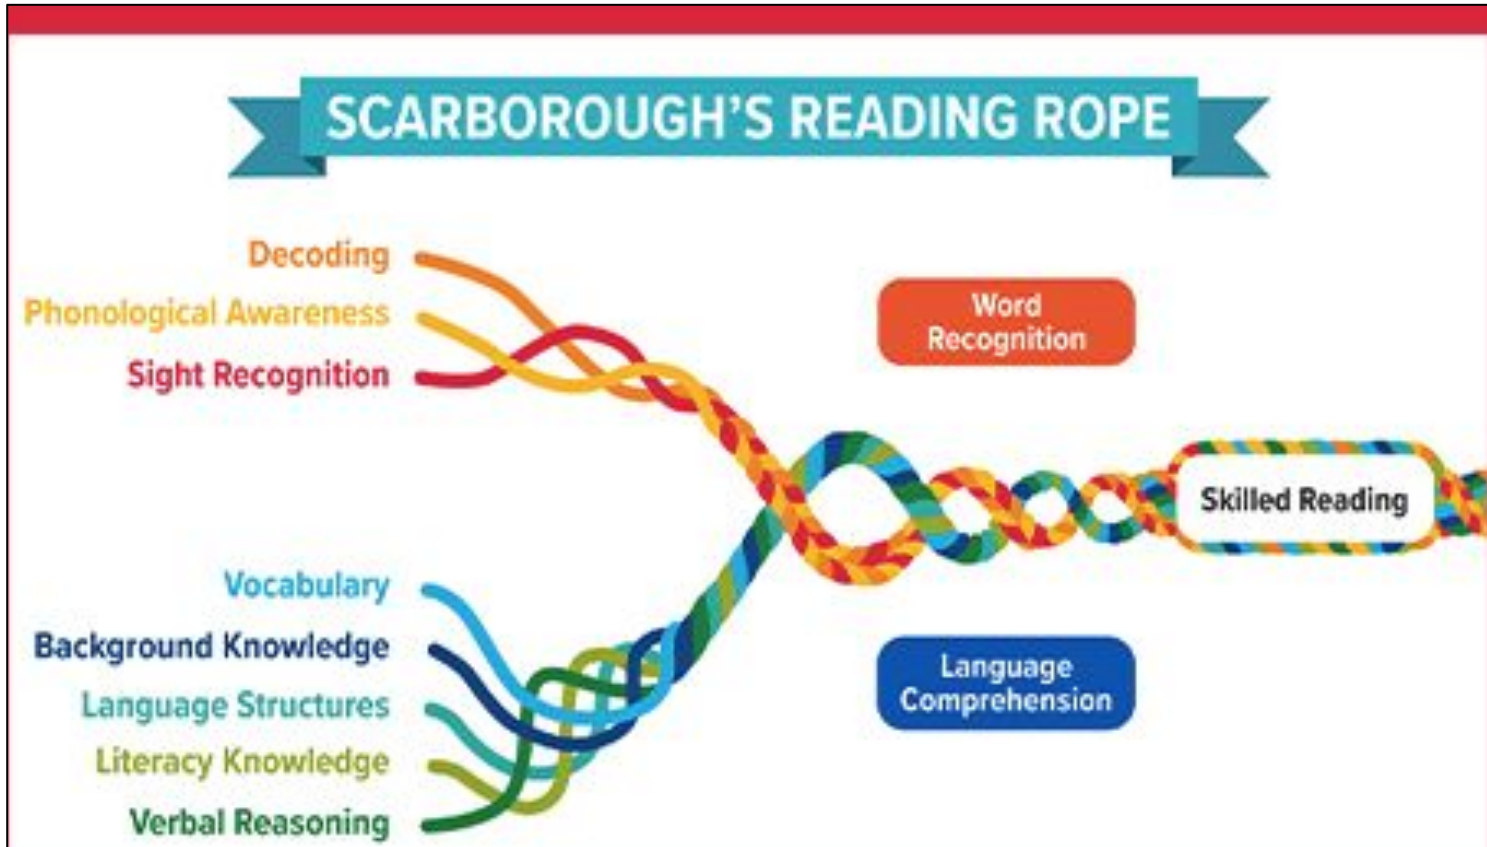 SCARBOROUGH'S READING ROPE
Decoding
Phonological Awareness
Sight Recognition
Word
Recognition
Skilled Reading
Vocabulary
Background Knowledge
Language Structures
Literacy Knowledge
Verbal Reasoning
Language
Comprehension